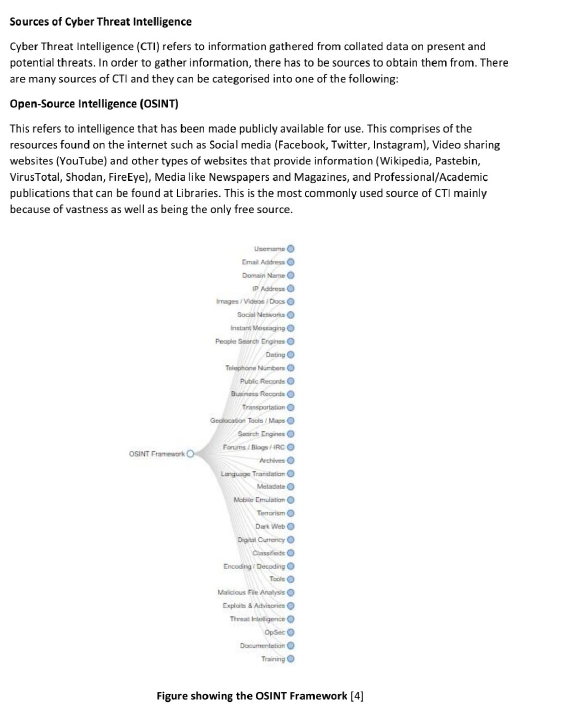 Sources of Cyber Threat Intelligence
Cyber Threat Intelligence (CTI) refers to information gathered from collated data on present and
potential threats. In order to gather information, there has to be sources to obtain them from. There
are many sources of CTI and they can be categorised into one of the following:
Open-Source Intelligence (OSINT)
This refers to intelligence that has been made publicly available for use. This comprises of the
resources found on the internet such as Social media (Facebook, Twitter, Instagram), Video sharing
websites (YouTube) and other types of websites that provide information (Wikipedia, Pastebin,
VirusTotal, Shodan, FireEye), Media like Newspapers and Magazines, and Professional/Academic
publications that can be found at Libraries. This is the most commonly used source of CTI mainly
because of vastness as well as being the only free source.
Username
Email Address
Domain Name
IP Address
Images / Videos / Docs
Social Networks
Instant Messaging
People Search Engines
Dating
Telephone Numbers
Public Records
Business Records
Transportation
Geolocation Tools / Maps
Search Engines
Forums / Blogs / IRC
OSINT Framework
Archives
Language Translation
Metadata
Mobile Emulation
Terrorism
Dark Web
Digital Currency
Classifieds
Encoding / Decoding
Tools
Malicious File Analysis
Exploits & Advisories
Threat Intelligence
OpSec
Documentation
Training
Figure showing the OSINT Framework [4]